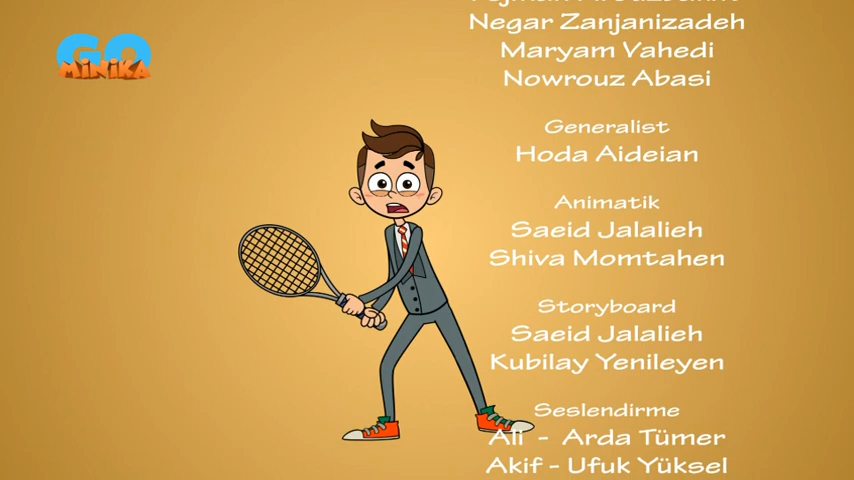 GO
MiNiKA
Negar Zanjanizadeh
Maryam Vahedi
Nowrouz Abasi
Generalist
Hoda Aideian
Animatik
Saeid Jalalieh
Shiva Momtahen
Storyboard
Saeid Jalalieh
Kubilay Yenileyen
Seslendirme
Ali - Arda Tümer
Akif - Ufuk Yüksel